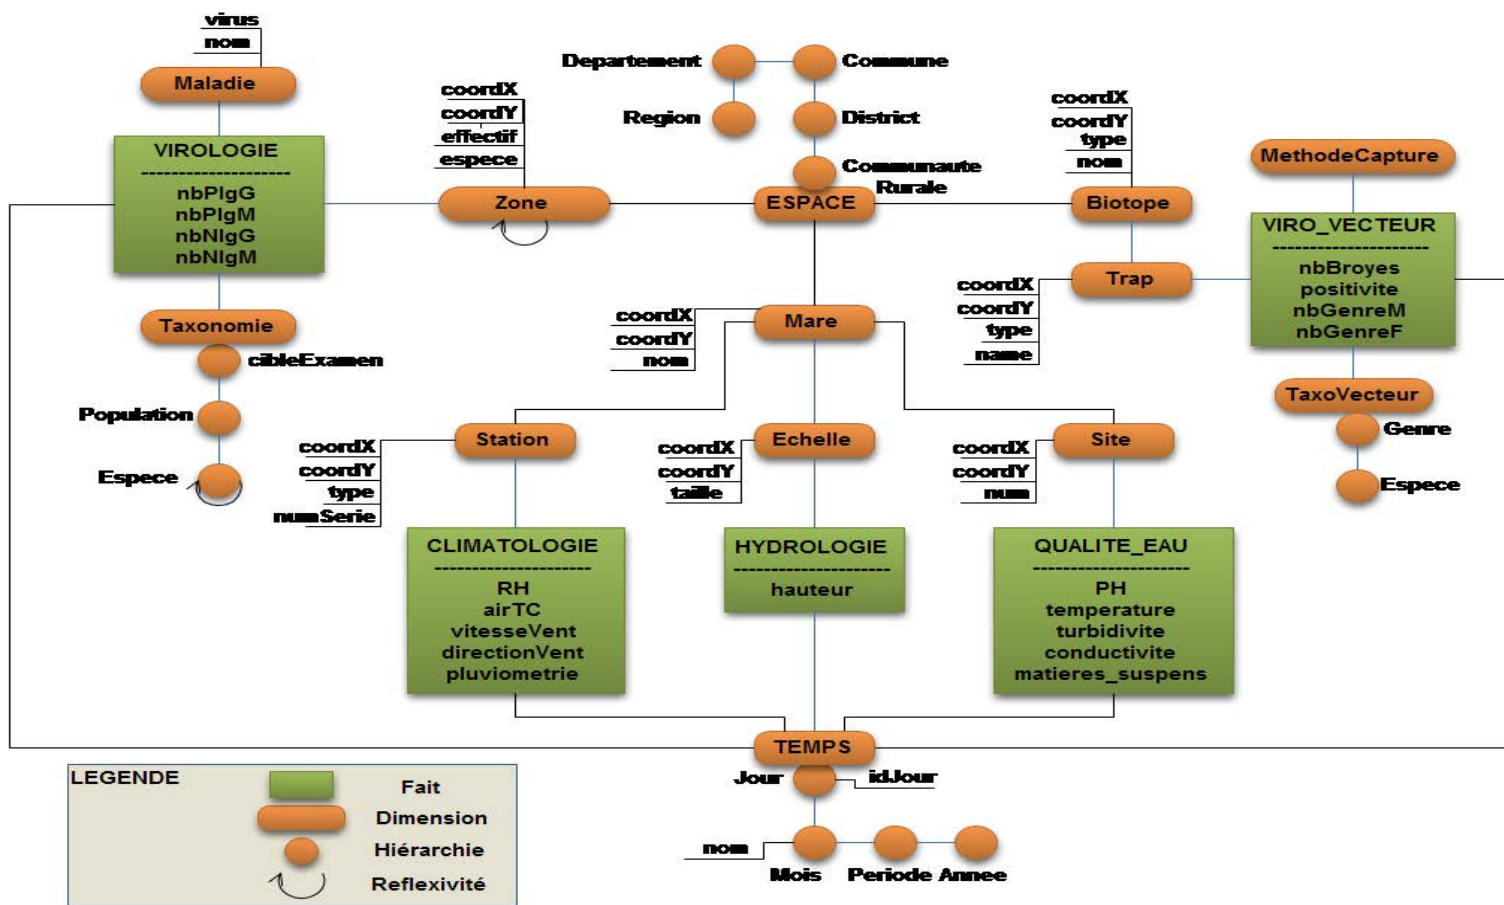 virus
nom
Maladie
VIROLOGIE
--------------------
nbPIgG
nbPIgM
nbNIgG
nbNIgM
Taxonomie
cibleExamen
Population
Espece
coordX
coordY
effectif
espece
Zone
Departement
Commune
Region
District
Communaute
Rurale
ESPACE
coordX
coordY
type
nom
Biotope
Trap
coordX
coordY
type
name
MethodeCapture
VIRO_VECTEUR
---------------------
nbBroyes
positivite
nbGenreM
nbGenreF
TaxoVecteur
Genre
Espece
coordX
coordY
nom
Mare
coordX
coordY
type
numSerie
Station
coordX
coordY
taille
Echelle
coordX
coordY
num
Site
CLIMATOLOGIE
---------------------
RH
airTC
vitesseVent
directionVent
pluviometrie
HYDROLOGIE
---------------------
hauteur
QUALITE_EAU
---------------------
PH
temperature
turbidivite
conductivite
matieres_suspens
TEMPS
Jour
idJour
nom
Mois
Periode
Annee
LEGENDE
Fait
Dimension
Hiérarchie
Reflexivité